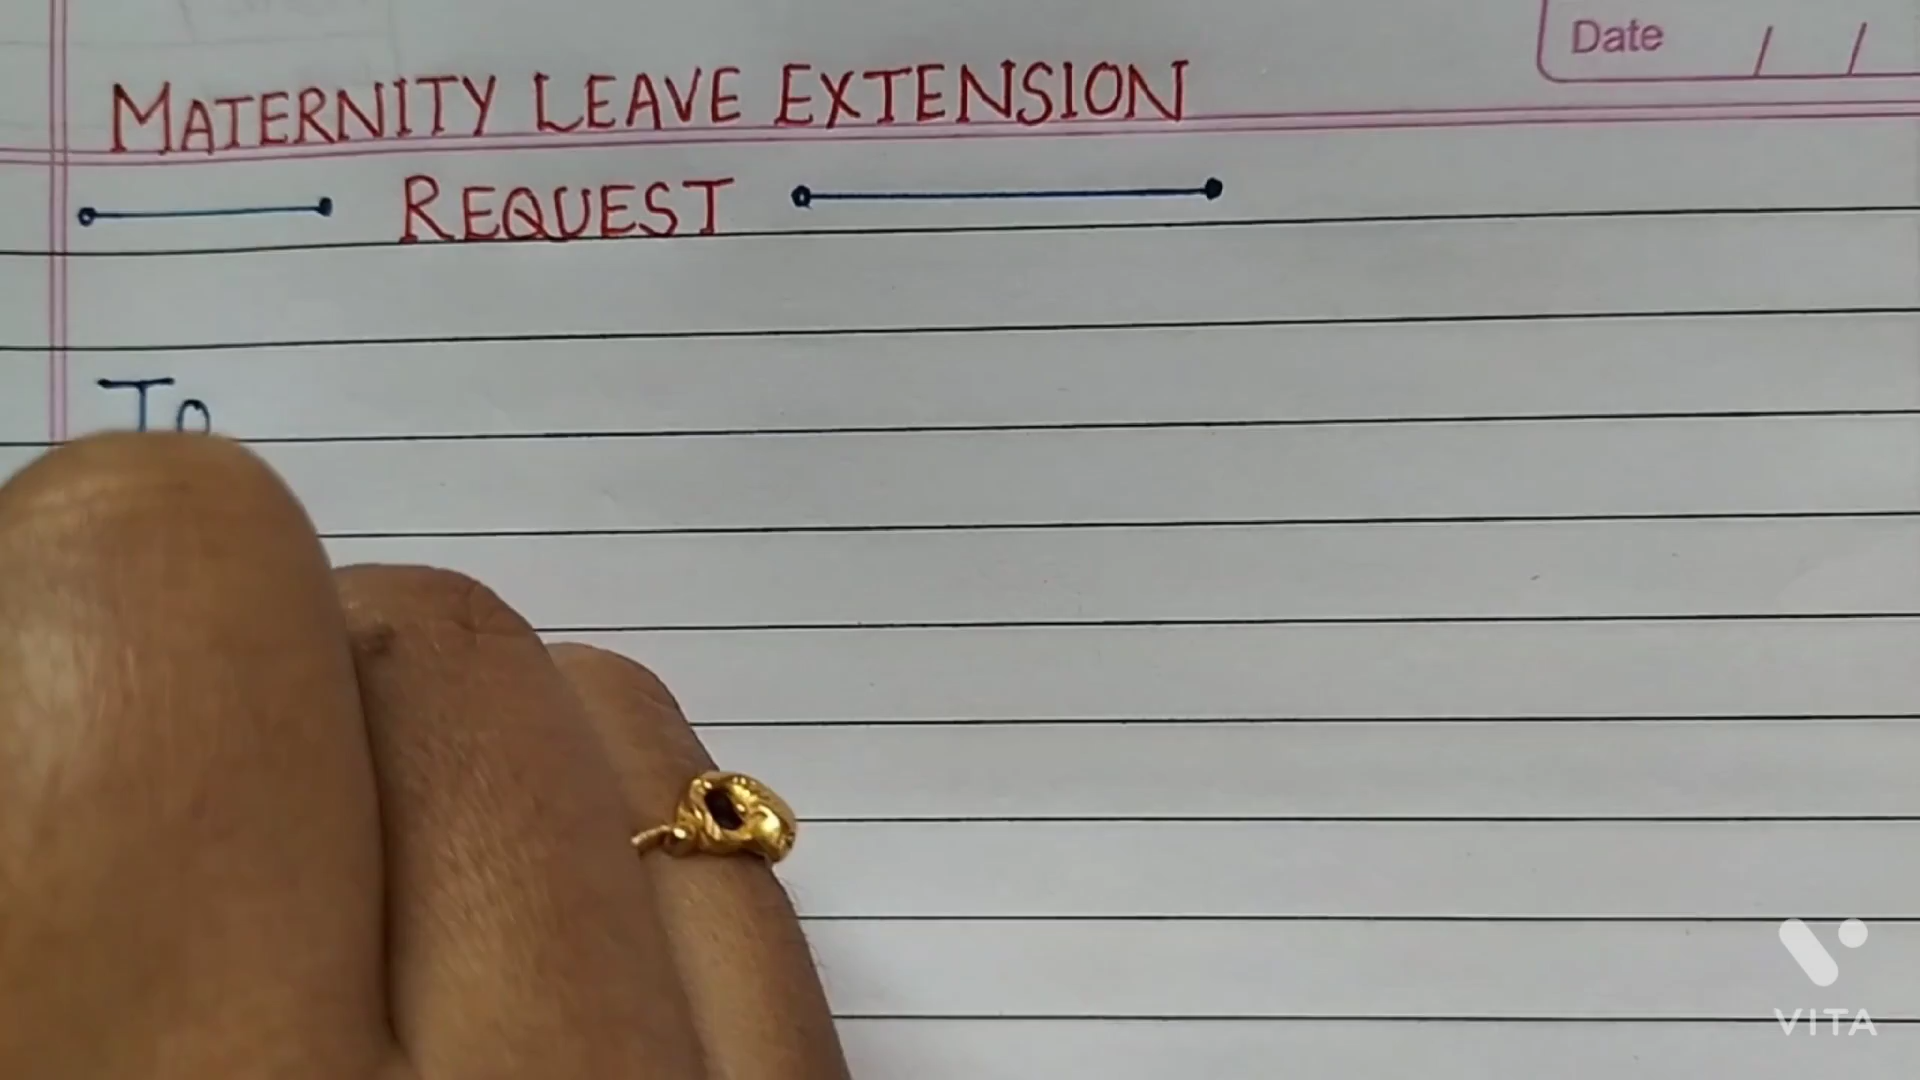 Date / /
MATERNITY LEAVE EXTENSION
REQUEST
To
VITA